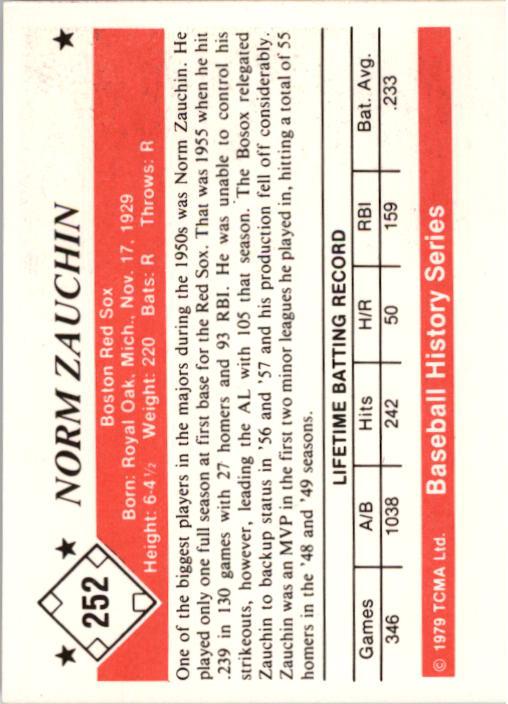 252
NORM ZAUCHIN
Boston Red Sox
Born: Royal Oak, Mich., Nov. 17, 1929
Height: 6-4½ Weight: 220 Bats: R Throws: R
One of the biggest players in the majors during the 1950s was Norm Zauchin. He
played only one full season at first base for the Red Sox. That was 1955 when he hit
.239 in 130 games with 27 homers and 93 RBI. He was unable to control his
strikeouts, however, leading the AL with 105 that season. The Bosox relegated
Zauchin to backup status in '56 and '57 and his production fell off considerably.
Zauchin was an MVP in the first two minor leagues he played in, hitting a total of 55
homers in the '48 and '49 seasons.
LIFETIME BATTING RECORD
Games A/B Hits H/R RBI Bat. Avg.
346 1038 242 50 159 .233
© 1979 TCMA Ltd. Baseball History Series